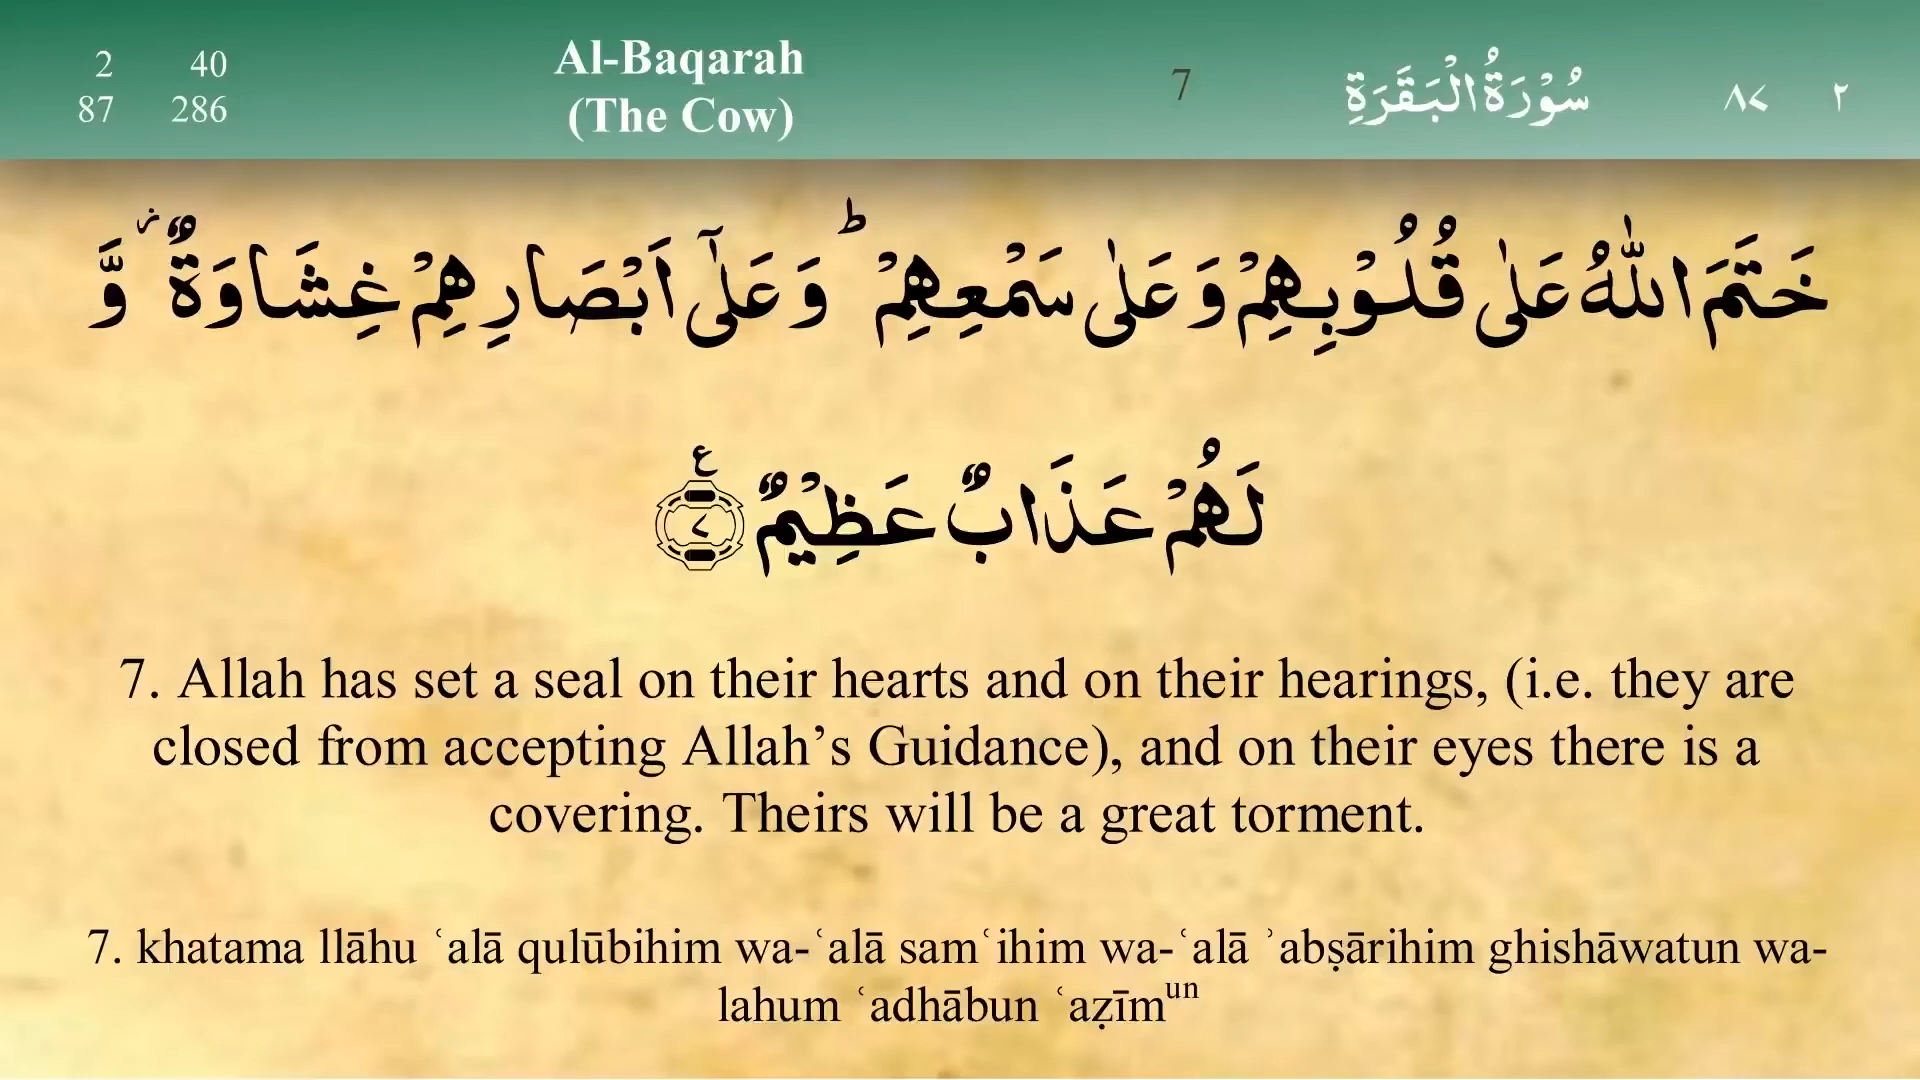 2 40
87 286
Al-Baqarah
(The Cow)
7
سُوْرَةُ الْبَقَرَةِ
٨٧ ٢
خَتَمَ اللّٰهُ عَلٰى قُلُوْبِهِمْ وَعَلٰى سَمْعِهِمْ ؕ وَعَلٰٓى اَبْصَارِهِمْ غِشَاوَةٌ ؗ وَّ
لَهُمْ عَذَابٌ عَظِيْمٌ ۧ ۷
7. Allah has set a seal on their hearts and on their hearings, (i.e. they are
closed from accepting Allah’s Guidance), and on their eyes there is a
covering. Theirs will be a great torment.
7. khatama llāhu ʿalā qulūbihim wa-ʿalā samʿihim wa-ʿalā ʾabṣārihim ghishāwatun wa-
lahum ʿadhābun ʿaẓīmᵘⁿ